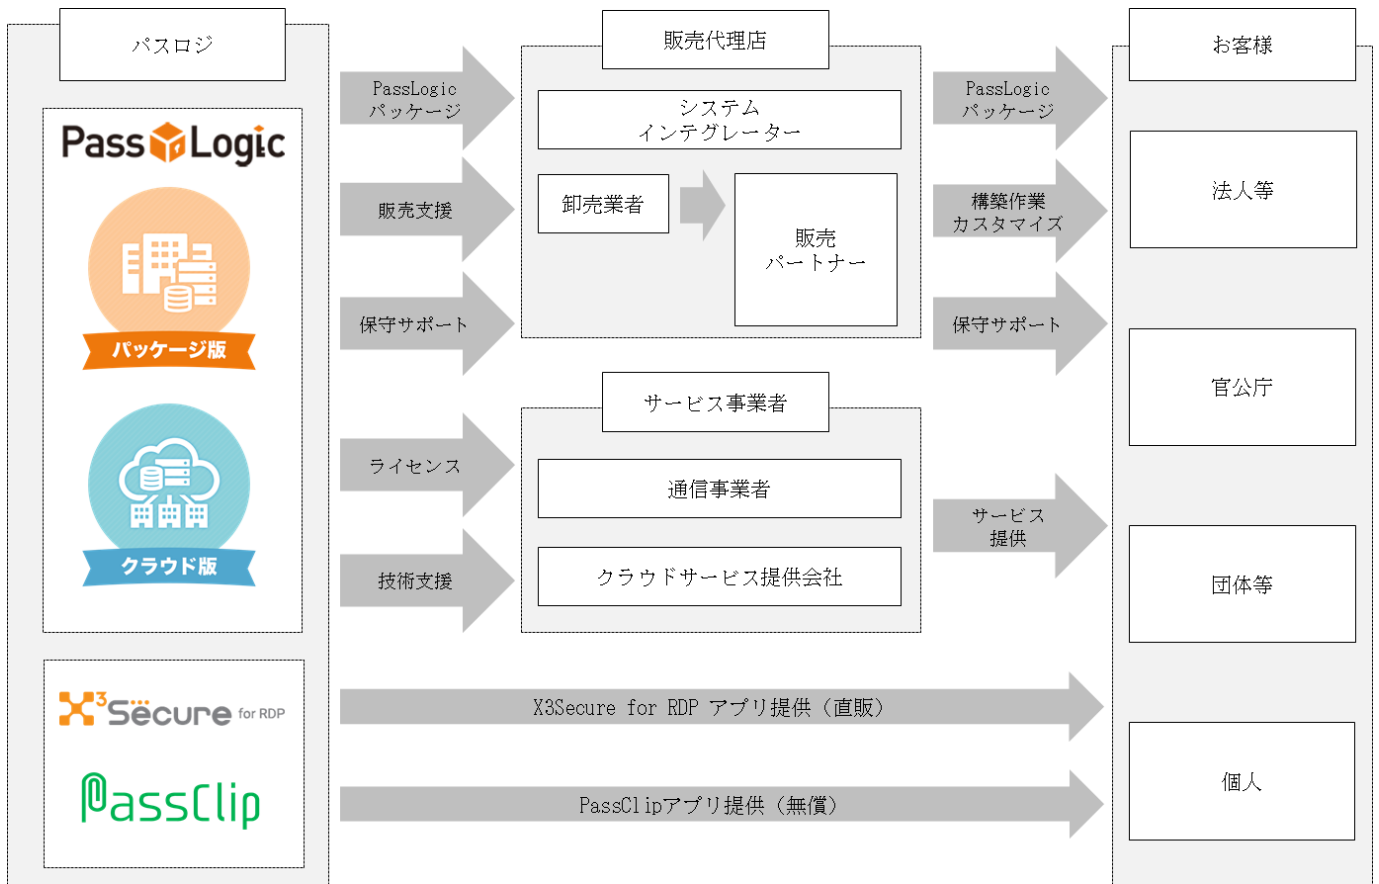 パスロジ
PassLogic
パッケージ版
クラウド版
X3Secure for RDP
PassClip
PassLogic
パッケージ
販売支援
保守サポート
ライセンス
技術支援
販売代理店
システム
インテグレーター
卸売業者
販売
パートナー
サービス事業者
通信事業者
クラウドサービス提供会社
PassLogic
パッケージ
構築作業
カスタマイズ
保守サポート
サービス
提供
X3Secure for RDP アプリ提供（直販）
PassClipアプリ提供（無償）
お客様
法人等
官公庁
団体等
個人